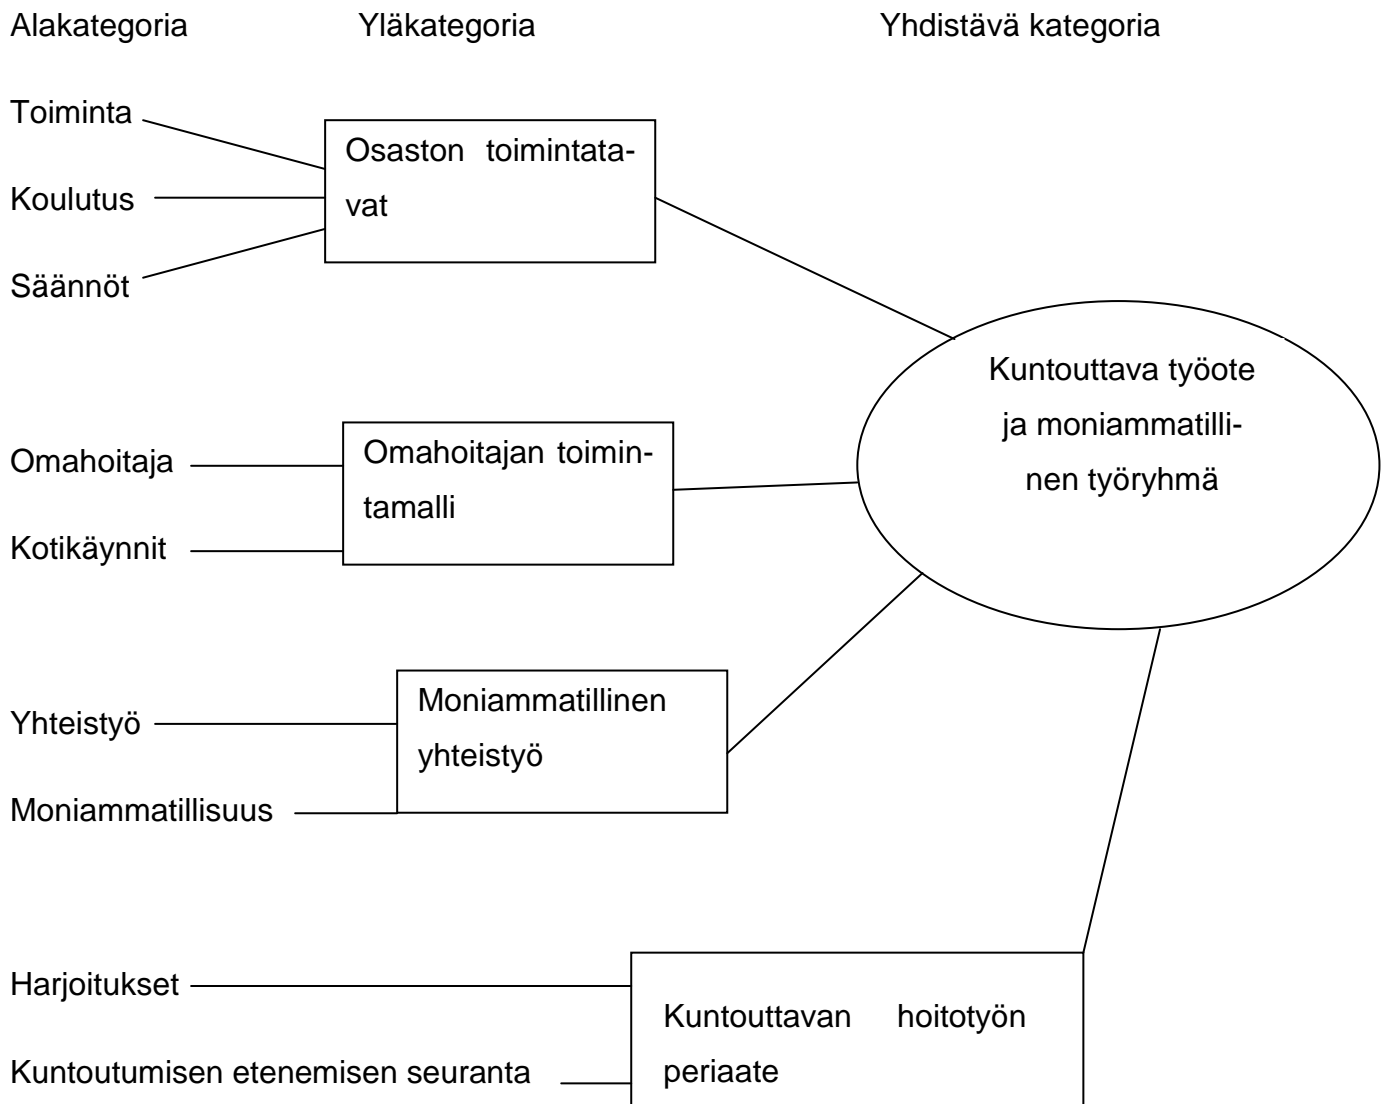 Alakategoria Yläkategoria Yhdistävä kategoria
Toiminta
Osaston toimintata-
vat
Koulutus
Säännöt
Kuntouttava työote
ja moniammatilli-
nen työryhmä
Omahoitaja
Omahoitajan toimin-
tamalli
Kotikäynnit
Moniammatillinen
yhteistyö
Yhteistyö
Moniammatillisuus
Harjoitukset
Kuntouttavan hoitotyön
periaate
Kuntoutumisen etenemisen seuranta